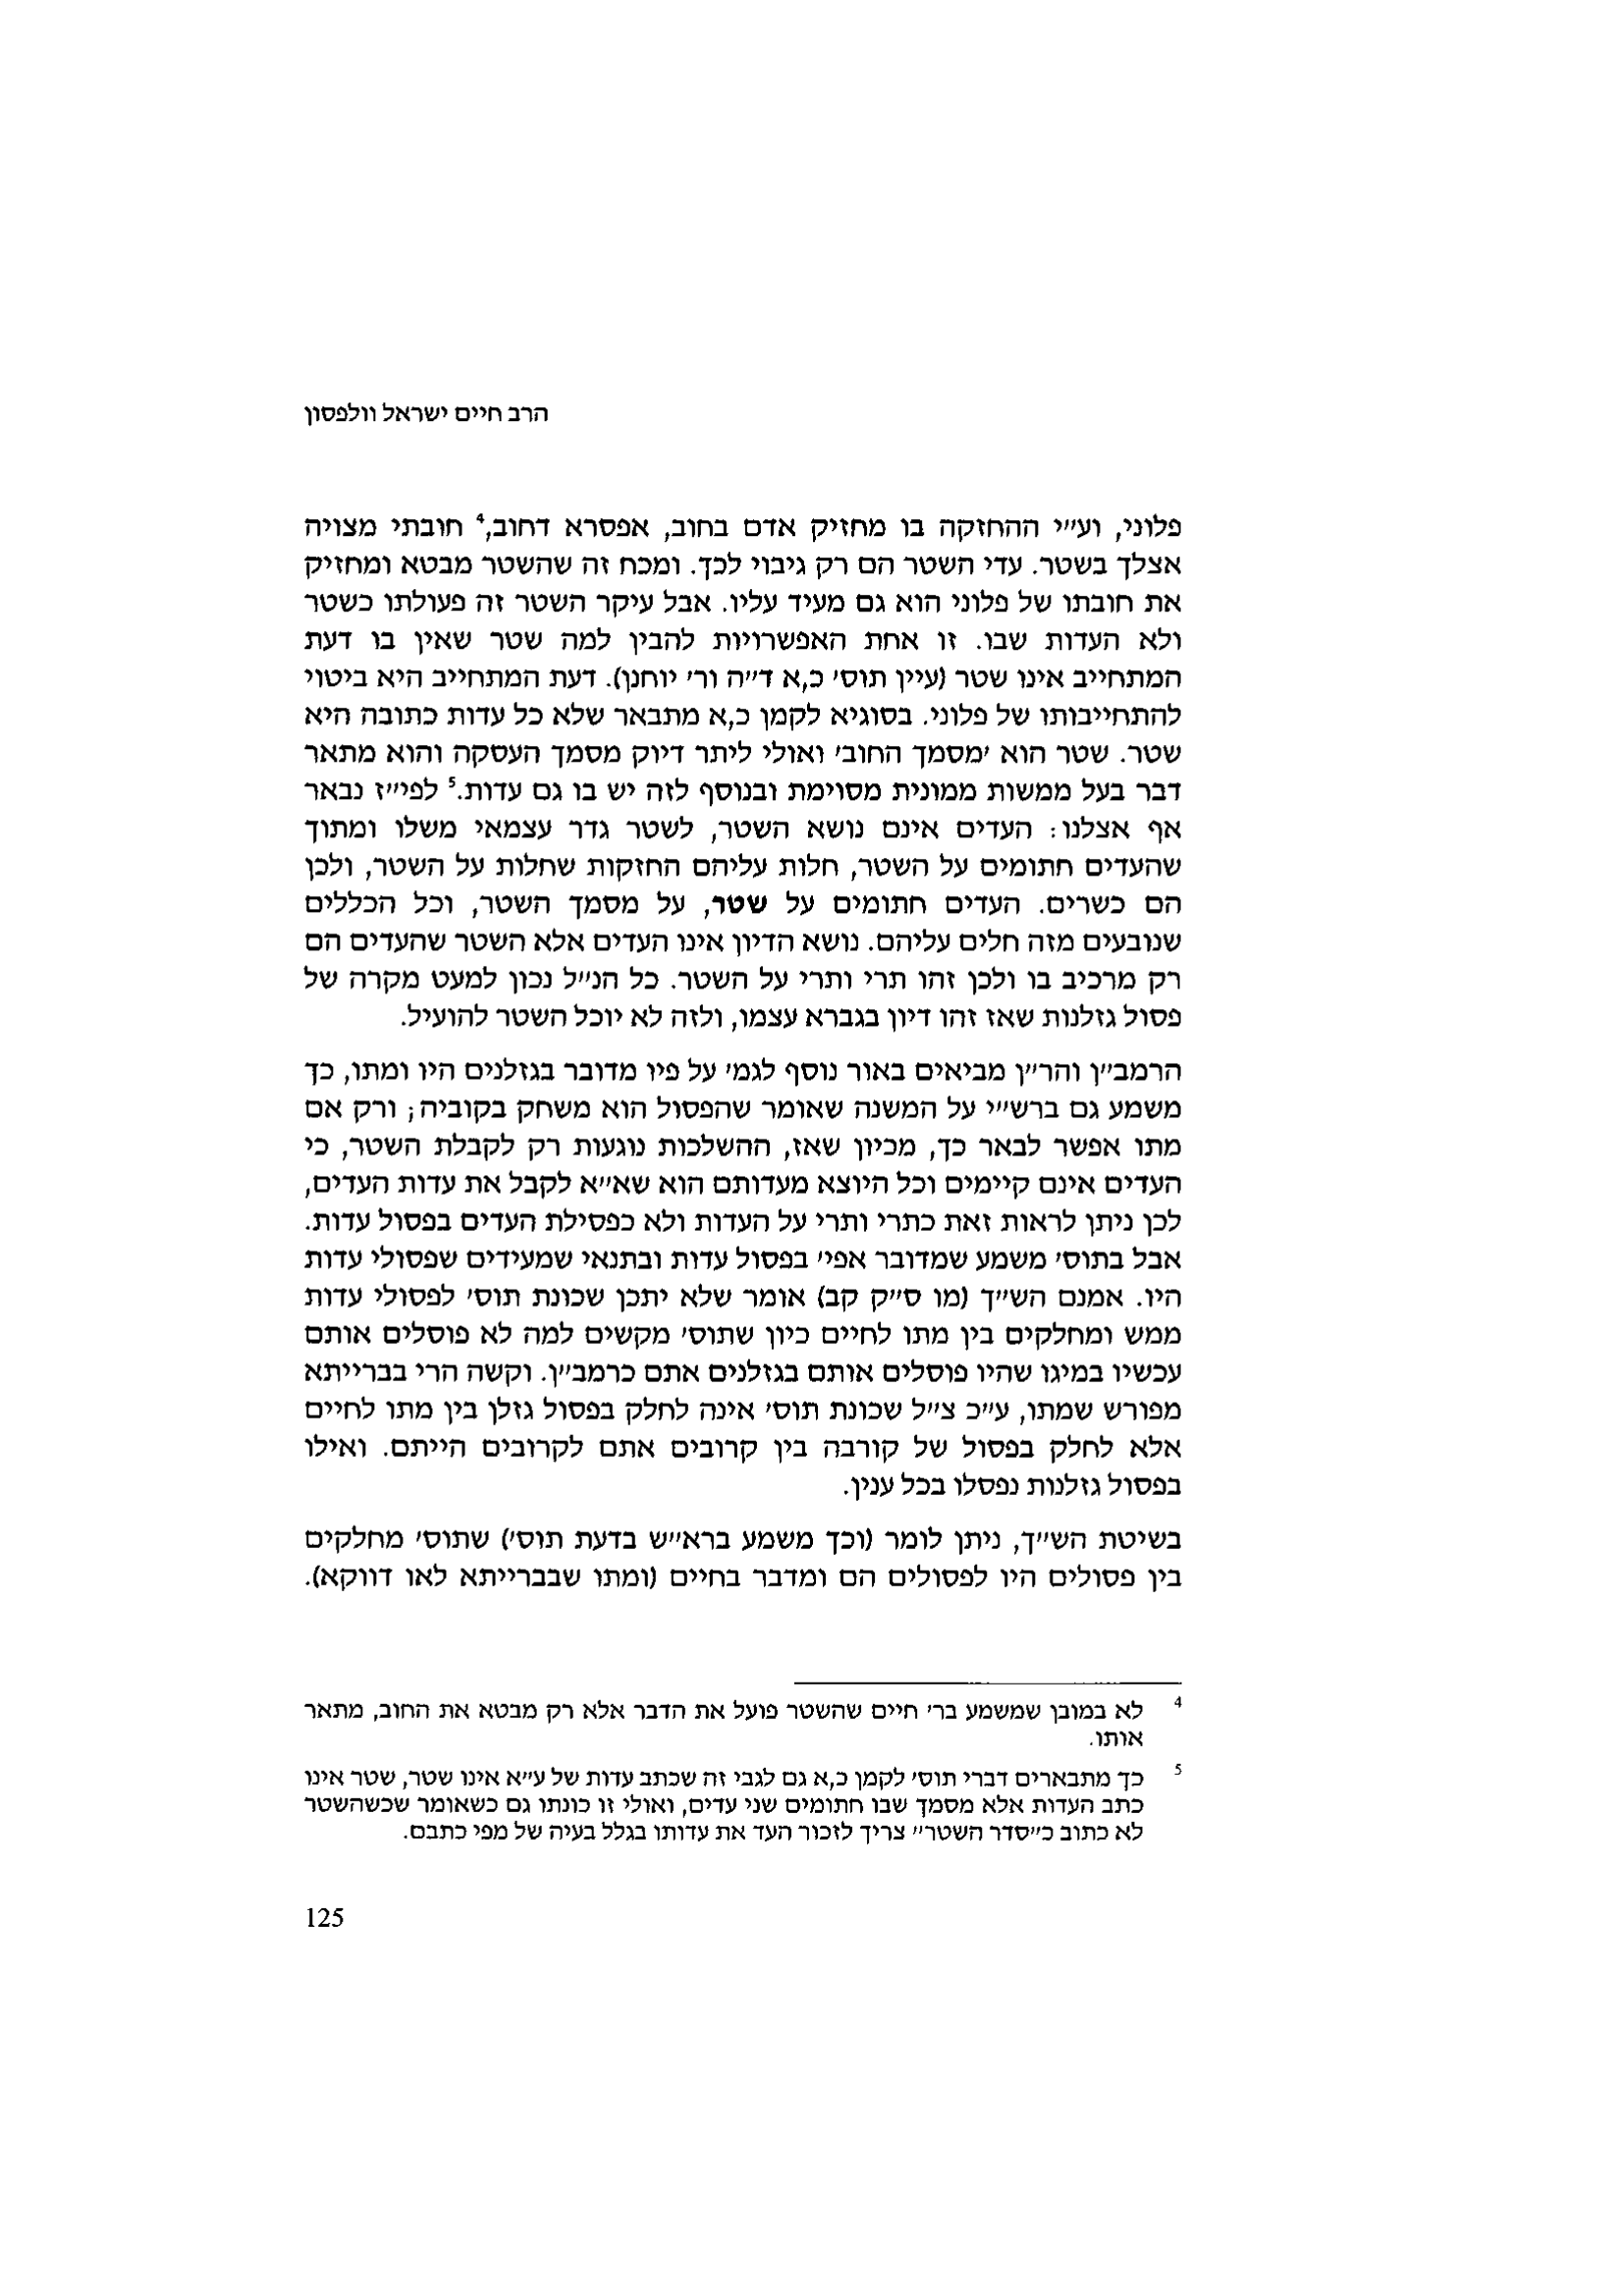 הרב חיים ישראל וולפסון
פלוני, וע״י ההחזקה בו מחזיק אדם בחוב, אפסרא דחוב,⁴ חובתי מצויה
אצלך בשטר. עדי השטר הם רק גיבוי לכך. ומכח זה שהשטר מבטא ומחזיק
את חובתו של פלוני הוא גם מעיד עליו. אבל עיקר השטר זה פעולתו כשטר
ולא העדות שבו. זו אחת האפשרויות להבין למה שטר שאין בו דעת
המתחייב אינו שטר (עיין תוס׳ כ,א ד״ה ור׳ יוחנן). דעת המתחייב היא ביטוי
להתחייבותו של פלוני. בסוגיא לקמן כ,א מתבאר שלא כל עדות כתובה היא
שטר. שטר הוא ׳מסמך החוב׳ ואולי ליתר דיוק מסמך העסקה והוא מתאר
דבר בעל ממשות ממונית מסוימת ובנוסף לזה יש בו גם עדות.⁵ לפי״ז נבאר
אף אצלנו: העדים אינם נושא השטר, לשטר גדר עצמאי משלו ומתוך
שהעדים חתומים על השטר, חלות עליהם החזקות שחלות על השטר, ולכן
הם כשרים. העדים חתומים על שטר, על מסמך השטר, וכל הכללים
שנובעים מזה חלים עליהם. נושא הדיון אינו העדים אלא השטר שהעדים הם
רק מרכיב בו ולכן זהו תרי ותרי על השטר. כל הנ״ל נכון למעט מקרה של
פסול גזלנות שאז זהו דיון בגברא עצמו, ולזה לא יוכל השטר להועיל.
הרמב״ן והר״ן מביאים באור נוסף לגמ׳ על פיו מדובר בגזלנים היו ומתו, כך
משמע גם ברש״י על המשנה שאומר שהפסול הוא משחק בקוביה; ורק אם
מתו אפשר לבאר כך, מכיון שאז, ההשלכות נוגעות רק לקבלת השטר, כי
העדים אינם קיימים וכל היוצא מעדותם הוא שא״א לקבל את עדות העדים,
לכן ניתן לראות זאת כתרי ותרי על העדות ולא כפסילת העדים בפסול עדות.
אבל בתוס׳ משמע שמדובר אפי׳ בפסול עדות ובתנאי שמעידים שפסולי עדות
היו. אמנם הש״ך (מו ס״ק קב) אומר שלא יתכן שכונת תוס׳ לפסולי עדות
ממש ומחלקים בין מתו לחיים כיון שתוס׳ מקשים למה לא פוסלים אותם
עכשיו במיגו שהיו פוסלים אותם בגזלנים אתם כרמב״ן. וקשה הרי בברייתא
מפורש שמתו, ע״כ צ״ל שכונת תוס׳ אינה לחלק בפסול גזלן בין מתו לחיים
אלא לחלק בפסול של קורבה בין קרובים אתם לקרובים הייתם. ואילו
בפסול גזלנות נפסלו בכל ענין.
בשיטת הש״ך, ניתן לומר (וכך משמע ברא״ש בדעת תוס׳) שתוס׳ מחלקים
בין פסולים היו לפסולים הם ומדבר בחיים (ומתו שבברייתא לאו דווקא).
4 לא במובן שמשמע בר׳ חיים שהשטר פועל את הדבר אלא רק מבטא את החוב, מתאר
אותו.
5 כך מתבארים דברי תוס׳ לקמן כ,א גם לגבי זה שכתב עדות של ע״א אינו שטר, שטר אינו
כתב העדות אלא מסמך שבו חתומים שני עדים, ואולי זו כונתו גם כשאומר שכשהשטר
לא כתוב כ״סדר השטר״ צריך לזכור העד את עדותו בגלל בעיה של מפי כתבם.
125